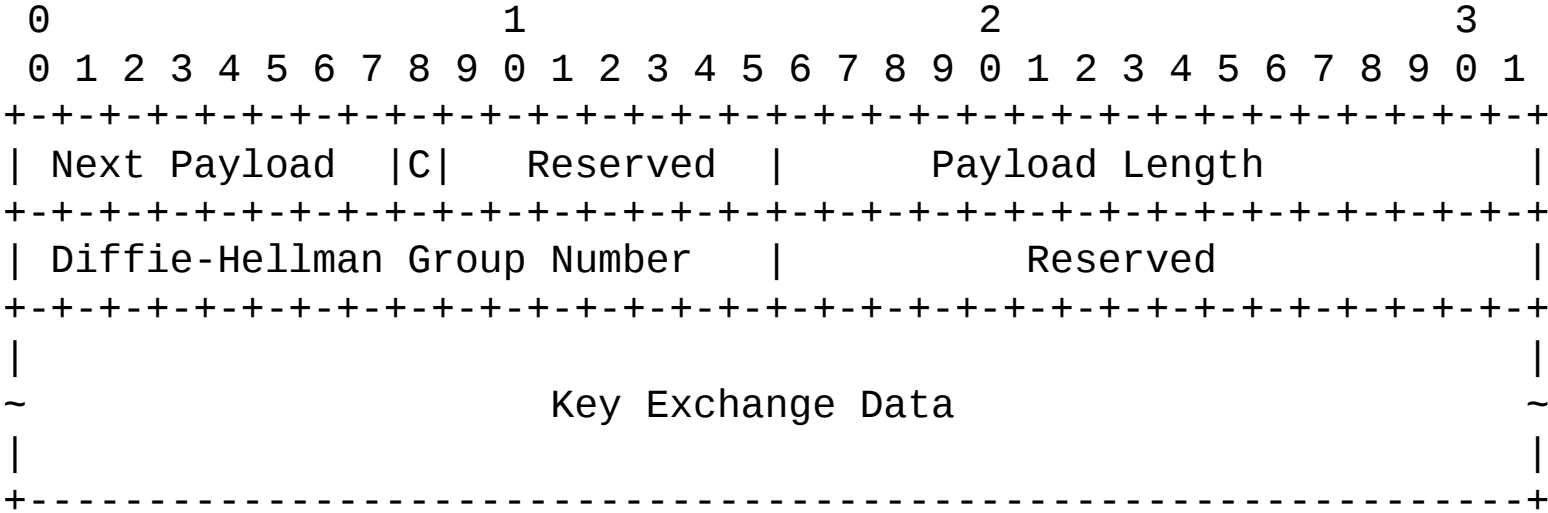 0                   1                   2                   3
 0 1 2 3 4 5 6 7 8 9 0 1 2 3 4 5 6 7 8 9 0 1 2 3 4 5 6 7 8 9 0 1
+-+-+-+-+-+-+-+-+-+-+-+-+-+-+-+-+-+-+-+-+-+-+-+-+-+-+-+-+-+-+-+-+
| Next Payload  |C|   Reserved  |      Payload Length           |
+-+-+-+-+-+-+-+-+-+-+-+-+-+-+-+-+-+-+-+-+-+-+-+-+-+-+-+-+-+-+-+-+
| Diffie-Hellman Group Number   |          Reserved             |
+-+-+-+-+-+-+-+-+-+-+-+-+-+-+-+-+-+-+-+-+-+-+-+-+-+-+-+-+-+-+-+-+
|                                                               |
~                      Key Exchange Data                        ~
|                                                               |
+---------------------------------------------------------------+